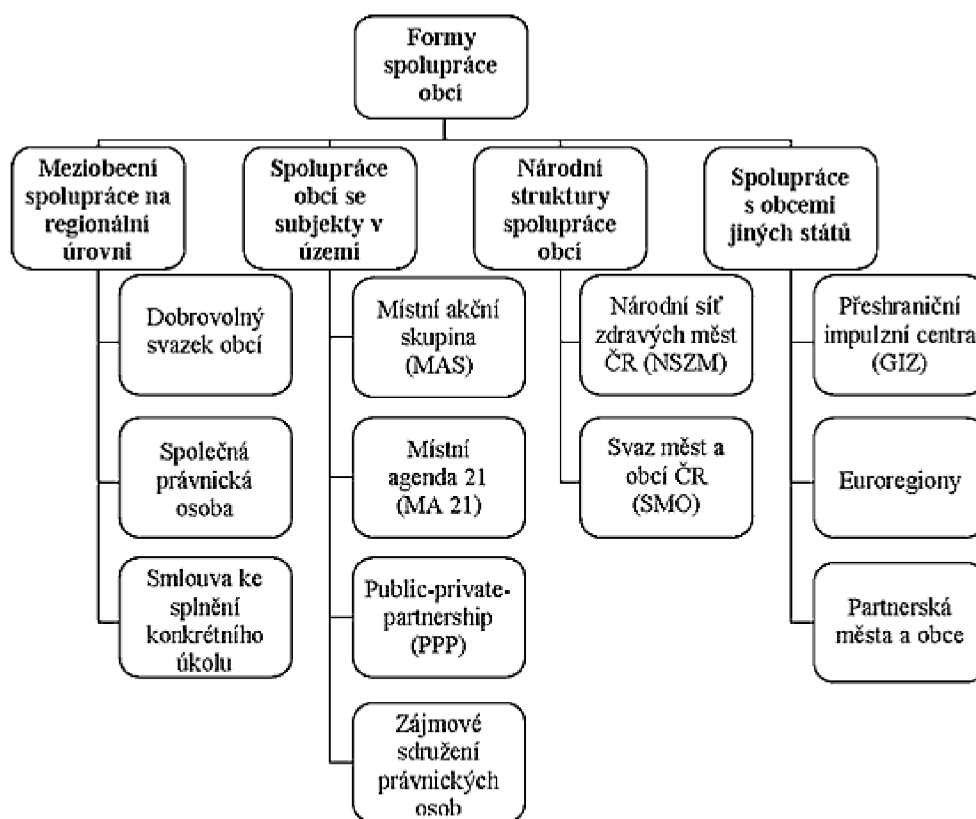 Formy
spolupráce
obcí
Meziobecní
spolupráce na
regionální
úrovni
Dobrovolný
svazek obcí
Společná
právnická
osoba
Smlouva ke
splnění
konkrétního
úkolu
Spolupráce
obcí se
subjekty v
území
Místní akční
skupina
(MAS)
Místní
agenda 21
(MA 21)
Public-private-
partnership
(PPP)
Zájmové
sdružení
právnických
osob
Národní
struktury
spolupráce
obcí
Národní síť
zdravých měst
ČR (NSZM)
Svaz měst a
obcí ČR
(SMO)
Spolupráce
s obcemi
jiných států
Přeshraniční
impulzní centra
(GIZ)
Euroregiony
Partnerská
města a obce